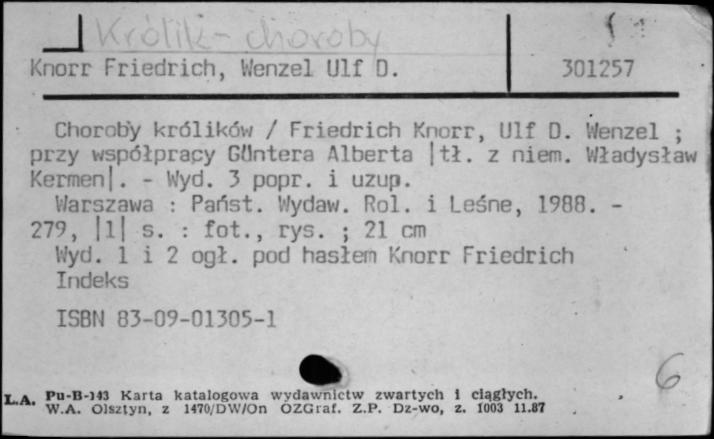 Królik - choroby
Knorr Friedrich, Wenzel Ulf D. 301257
Choroby królików / Friedrich Knorr, Ulf D. Wenzel ;
przy współpracy Güntera Alberta |tł. z niem. Władysław
Kermen|. - Wyd. 3 popr. i uzup.
Warszawa : Państ. Wydaw. Rol. i Leśne, 1988. -
279, |1| s. : fot., rys. ; 21 cm
Wyd. 1 i 2 ogł. pod hasłem Knorr Friedrich
Indeks
ISBN 83-09-01305-1
6
L.A. Pu-B-143 Karta katalogowa wydawnictw zwartych i ciągłych.
W.A. Olsztyn, z 1470/DW/On OZGraf. Z.P. Dz-wo, z. 1003 11.87